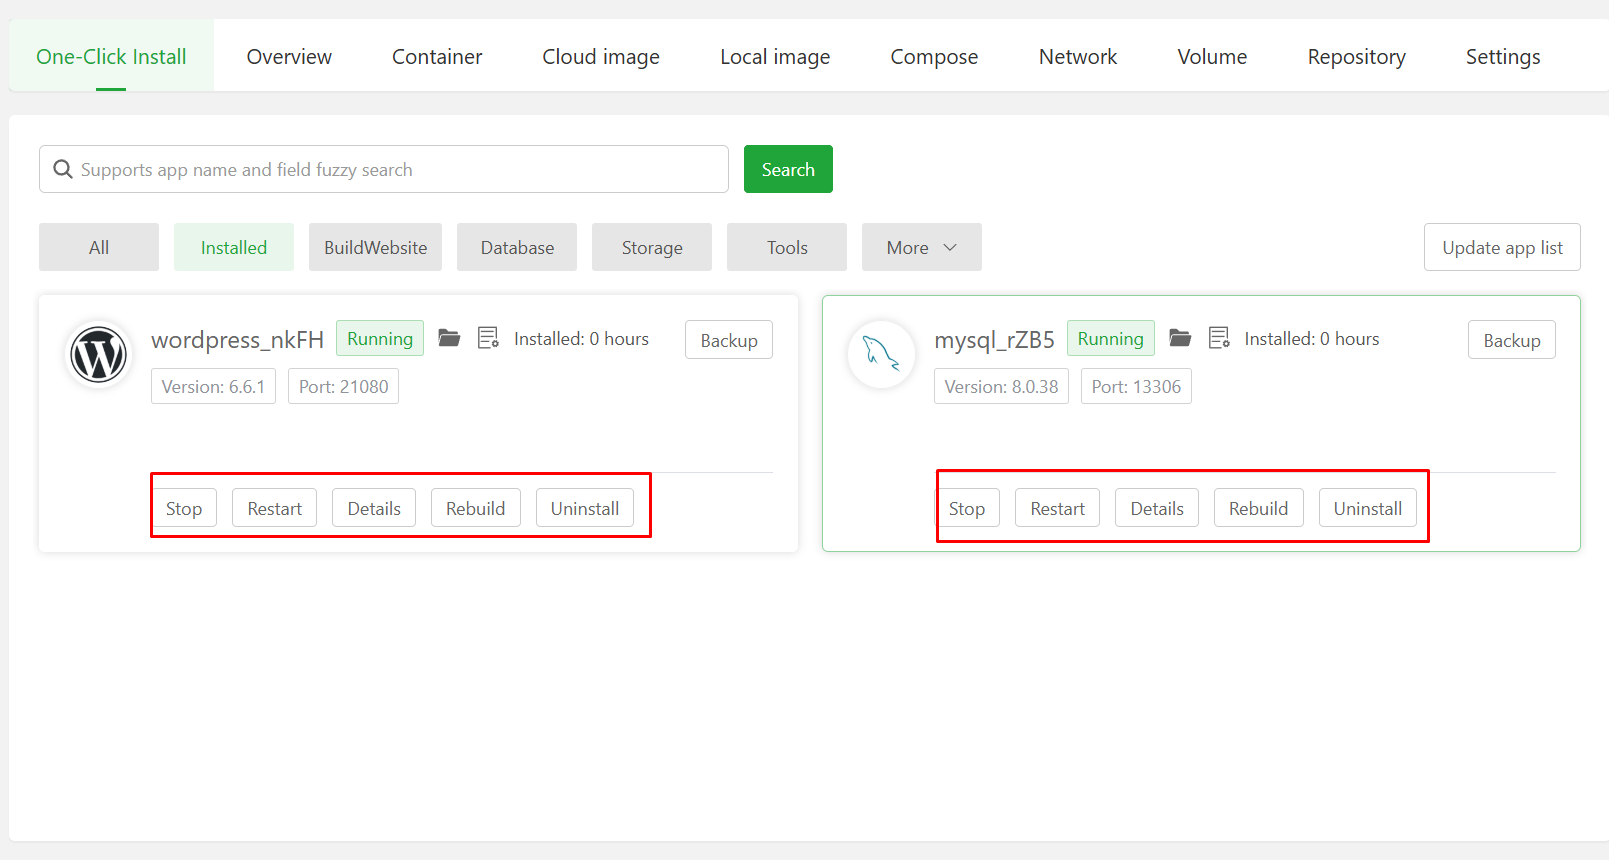 One-Click Install Overview Container Cloud image Local image Compose Network Volume Repository Settings
Supports app name and field fuzzy search Search
All Installed BuildWebsite Database Storage Tools More Update app list
wordpress_nkFH Running Installed: 0 hours Backup
Version: 6.6.1 Port: 21080
Stop Restart Details Rebuild Uninstall
mysql_rZB5 Running Installed: 0 hours Backup
Version: 8.0.38 Port: 13306
Stop Restart Details Rebuild Uninstall